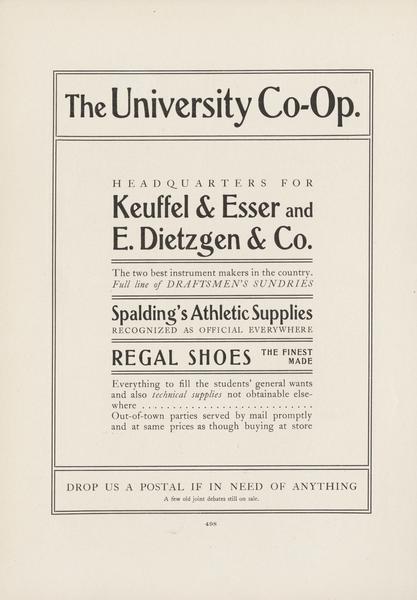 The University Co-Op.
HEADQUARTERS FOR
Keuffel & Esser and
E. Dietzgen & Co.
The two best instrument makers in the country.
Full line of DRAFTSMEN'S SUNDRIES
Spalding's Athletic Supplies
RECOGNIZED AS OFFICIAL EVERYWHERE
REGAL SHOES THE FINEST MADE
Everything to fill the students' general wants
and also technical supplies not obtainable else-
where . . . . . . . . . . . . . . . . . . . . . . . . .
Out-of-town parties served by mail promptly
and at same prices as though buying at store
DROP US A POSTAL IF IN NEED OF ANYTHING
A few old joint debates still on sale.
498